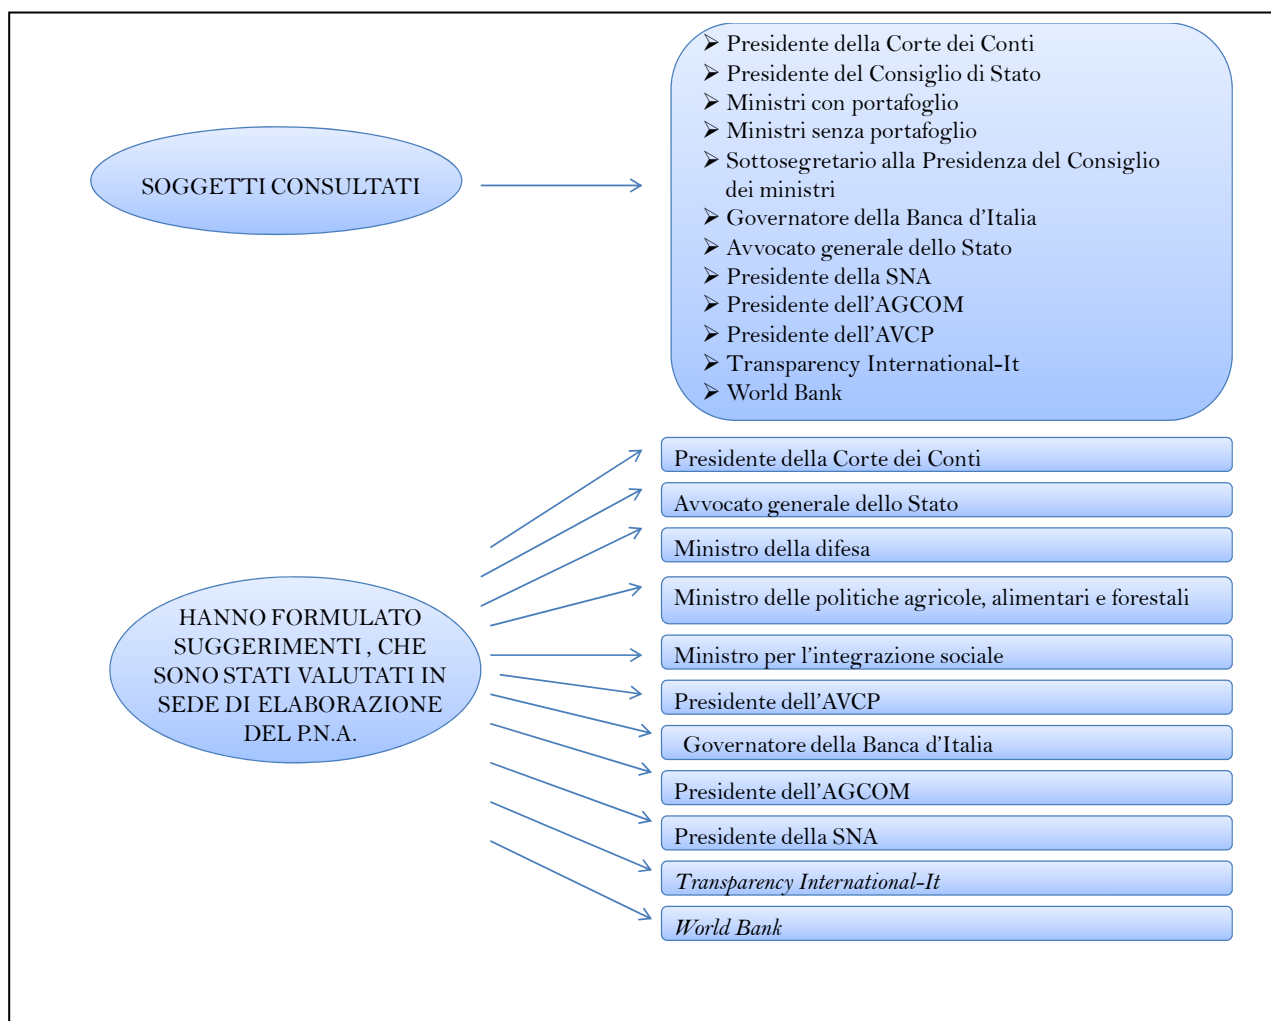 SOGGETTI CONSULTATI
➢ Presidente della Corte dei Conti
➢ Presidente del Consiglio di Stato
➢ Ministri con portafoglio
➢ Ministri senza portafoglio
➢ Sottosegretario alla Presidenza del Consiglio
dei ministri
➢ Governatore della Banca d'Italia
➢ Avvocato generale dello Stato
➢ Presidente della SNA
➢ Presidente dell'AGCOM
➢ Presidente dell'AVCP
➢ Transparency International-It
➢ World Bank
HANNO FORMULATO
SUGGERIMENTI , CHE
SONO STATI VALUTATI IN
SEDE DI ELABORAZIONE
DEL P.N.A.
Presidente della Corte dei Conti
Avvocato generale dello Stato
Ministro della difesa
Ministro delle politiche agricole, alimentari e forestali
Ministro per l'integrazione sociale
Presidente dell'AVCP
Governatore della Banca d'Italia
Presidente dell'AGCOM
Presidente della SNA
Transparency International-It
World Bank